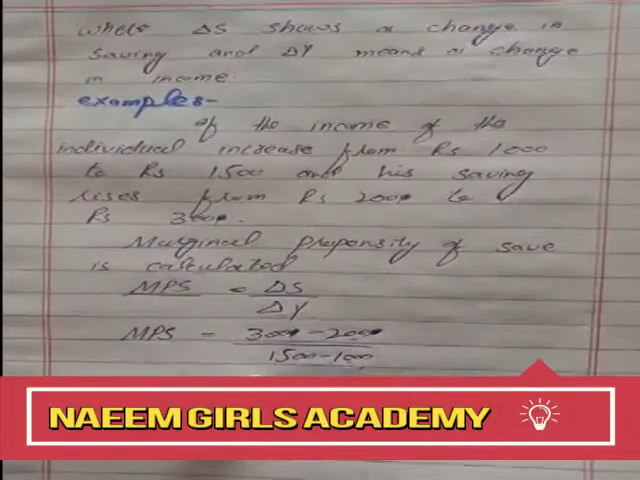 where ΔS shows a change in
saving and ΔY means a change
in income
examples-
If the income of the
individual increase from Rs 1000
to Rs 1500 and his saving
rises from Rs 2000 to
Rs 3000.
Marginal propensity of save
is calculated
MPS = ΔS
ΔY
MPS = 3000 - 2000
1500-1000
NAEEM GIRLS ACADEMY